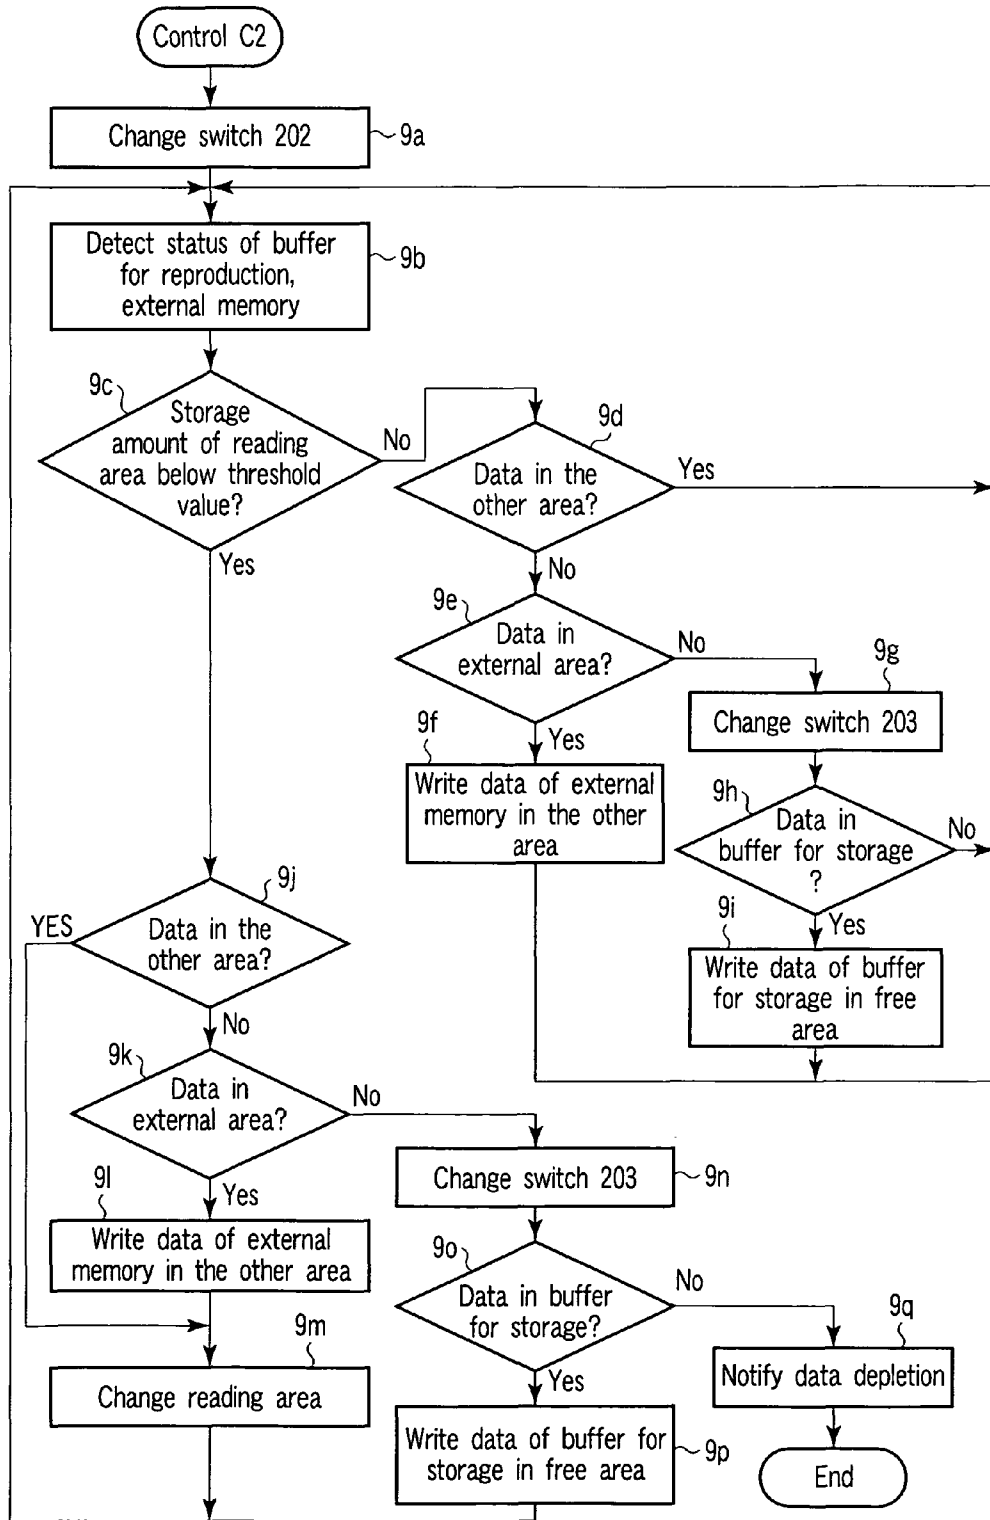 Control C2
Change switch 202
9a
Detect status of buffer
for reproduction,
external memory
9b
9c
Storage
amount of reading
area below threshold
value?
No
Yes
9d
Data in the
other area?
Yes
No
9e
Data in
external area?
No
Yes
9f
Write data of external
memory in the other
area
9g
Change switch 203
9h
Data in
buffer for storage
?
No
Yes
9i
Write data of buffer
for storage in free
area
9j
Data in the
other area?
YES
No
9k
Data in
external area?
No
Yes
9l
Write data of external
memory in the other area
9m
Change reading area
Change switch 203
9n
9o
Data in buffer
for storage?
No
Yes
Write data of buffer for
storage in free area
9p
9q
Notify data depletion
End